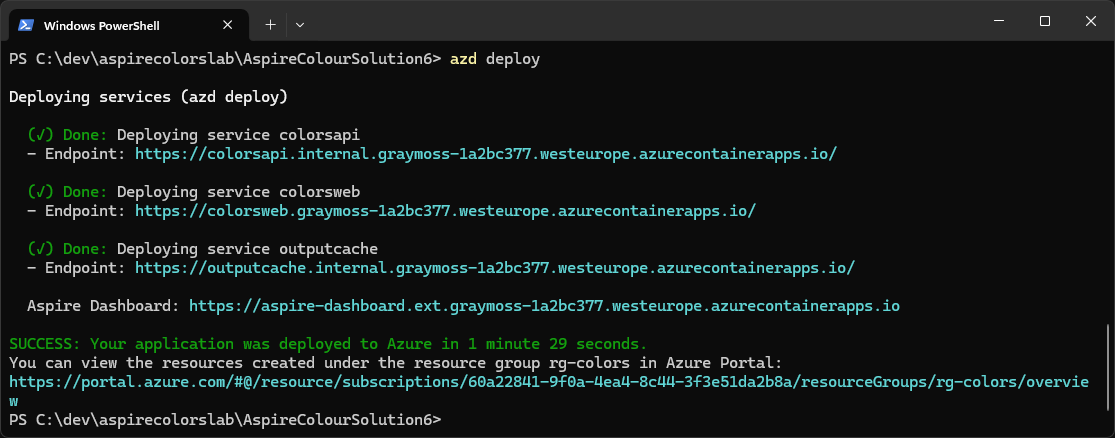 Windows PowerShell
PS C:\dev\aspirecolorslab\AspireColourSolution6> azd deploy
Deploying services (azd deploy)
(√) Done: Deploying service colorsapi
- Endpoint: https://colorsapi.internal.graymoss-1a2bc377.westeurope.azurecontainerapps.io/
(√) Done: Deploying service colorsweb
- Endpoint: https://colorsweb.graymoss-1a2bc377.westeurope.azurecontainerapps.io/
(√) Done: Deploying service outputcache
- Endpoint: https://outputcache.internal.graymoss-1a2bc377.westeurope.azurecontainerapps.io/
Aspire Dashboard: https://aspire-dashboard.ext.graymoss-1a2bc377.westeurope.azurecontainerapps.io
SUCCESS: Your application was deployed to Azure in 1 minute 29 seconds.
You can view the resources created under the resource group rg-colors in Azure Portal:
https://portal.azure.com/#@/resource/subscriptions/60a22841-9f0a-4ea4-8c44-3f3e51da2b8a/resourceGroups/rg-colors/overvie
w
PS C:\dev\aspirecolorslab\AspireColourSolution6>